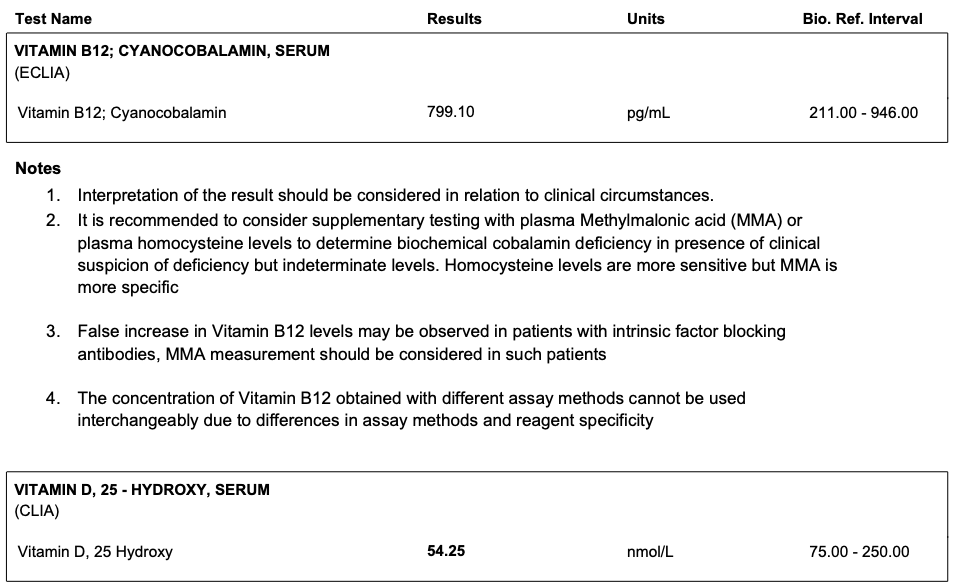 Test Name Results Units Bio. Ref. Interval
VITAMIN B12; CYANOCOBALAMIN, SERUM
(ECLIA)
Vitamin B12; Cyanocobalamin 799.10 pg/mL 211.00 - 946.00
Notes
1. Interpretation of the result should be considered in relation to clinical circumstances.
2. It is recommended to consider supplementary testing with plasma Methylmalonic acid (MMA) or
plasma homocysteine levels to determine biochemical cobalamin deficiency in presence of clinical
suspicion of deficiency but indeterminate levels. Homocysteine levels are more sensitive but MMA is
more specific
3. False increase in Vitamin B12 levels may be observed in patients with intrinsic factor blocking
antibodies, MMA measurement should be considered in such patients
4. The concentration of Vitamin B12 obtained with different assay methods cannot be used
interchangeably due to differences in assay methods and reagent specificity
VITAMIN D, 25 - HYDROXY, SERUM
(CLIA)
Vitamin D, 25 Hydroxy 54.25 nmol/L 75.00 - 250.00